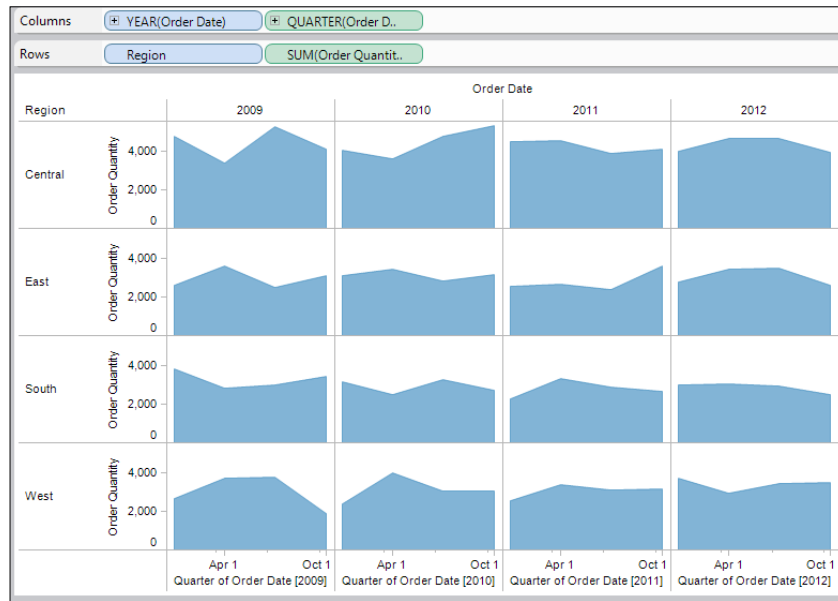 Columns YEAR(Order Date) QUARTER(Order D..
Rows Region SUM(Order Quantit..
Order Date
Region 2009 2010 2011 2012
Central Order Quantity 4,000 2,000 0
East Order Quantity 4,000 2,000 0
South Order Quantity 4,000 2,000 0
West Order Quantity 4,000 2,000 0
Apr 1 Oct 1 Apr 1 Oct 1 Apr 1 Oct 1 Apr 1 Oct 1
Quarter of Order Date [2009] Quarter of Order Date [2010] Quarter of Order Date [2011] Quarter of Order Date [2012]